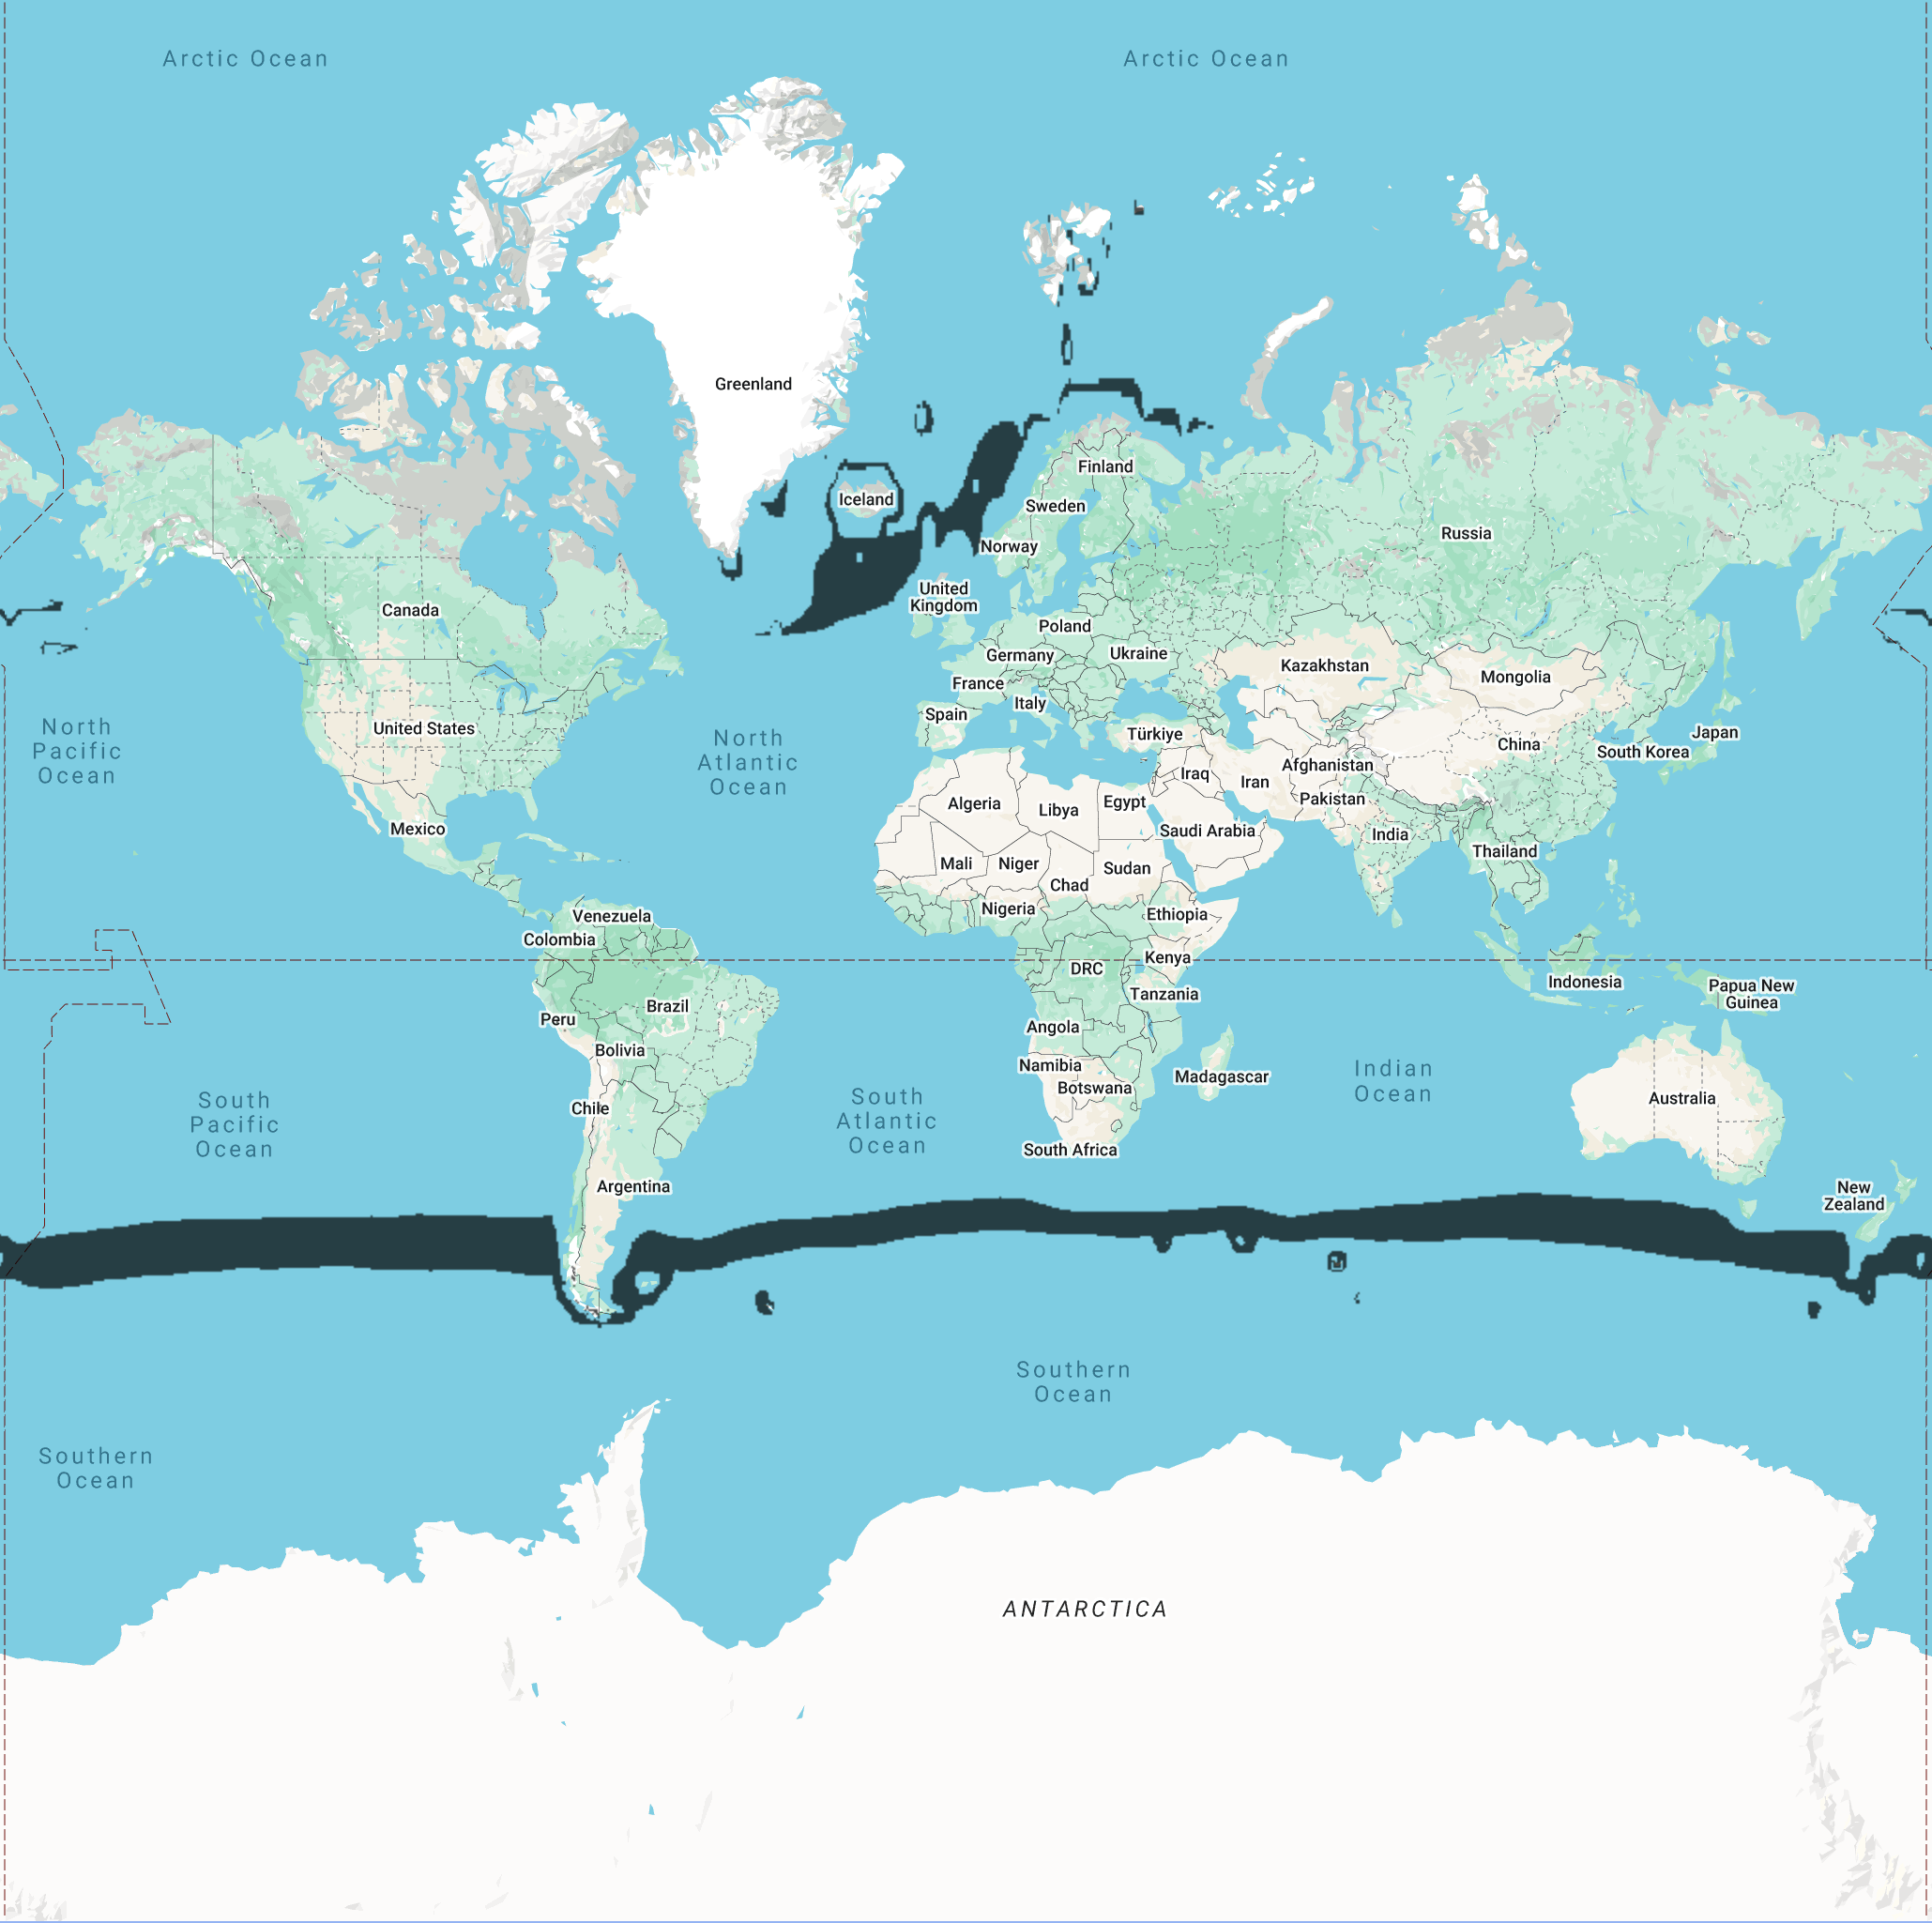 Arctic Ocean
Arctic Ocean
Greenland
Finland
Iceland
Sweden
Russia
Norway
United
Kingdom
Canada
Poland
Ukraine
Germany
Kazakhstan
Mongolia
France
Italy
Spain
United States
Türkiye
Japan
China
South Korea
North
Pacific
Ocean
North
Atlantic
Ocean
Afghanistan
Iraq
Iran
Pakistan
Algeria
Libya
Egypt
Saudi Arabia
India
Mexico
Thailand
Mali
Niger
Sudan
Chad
Nigeria
Ethiopia
Venezuela
Colombia
Kenya
DRC
Indonesia
Papua New
Guinea
Tanzania
Brazil
Peru
Angola
Bolivia
Namibia
Madagascar
Botswana
Indian
Ocean
Australia
Chile
South
Pacific
Ocean
South
Atlantic
Ocean
South Africa
Argentina
New
Zealand
Southern
Ocean
Southern
Ocean
ANTARCTICA